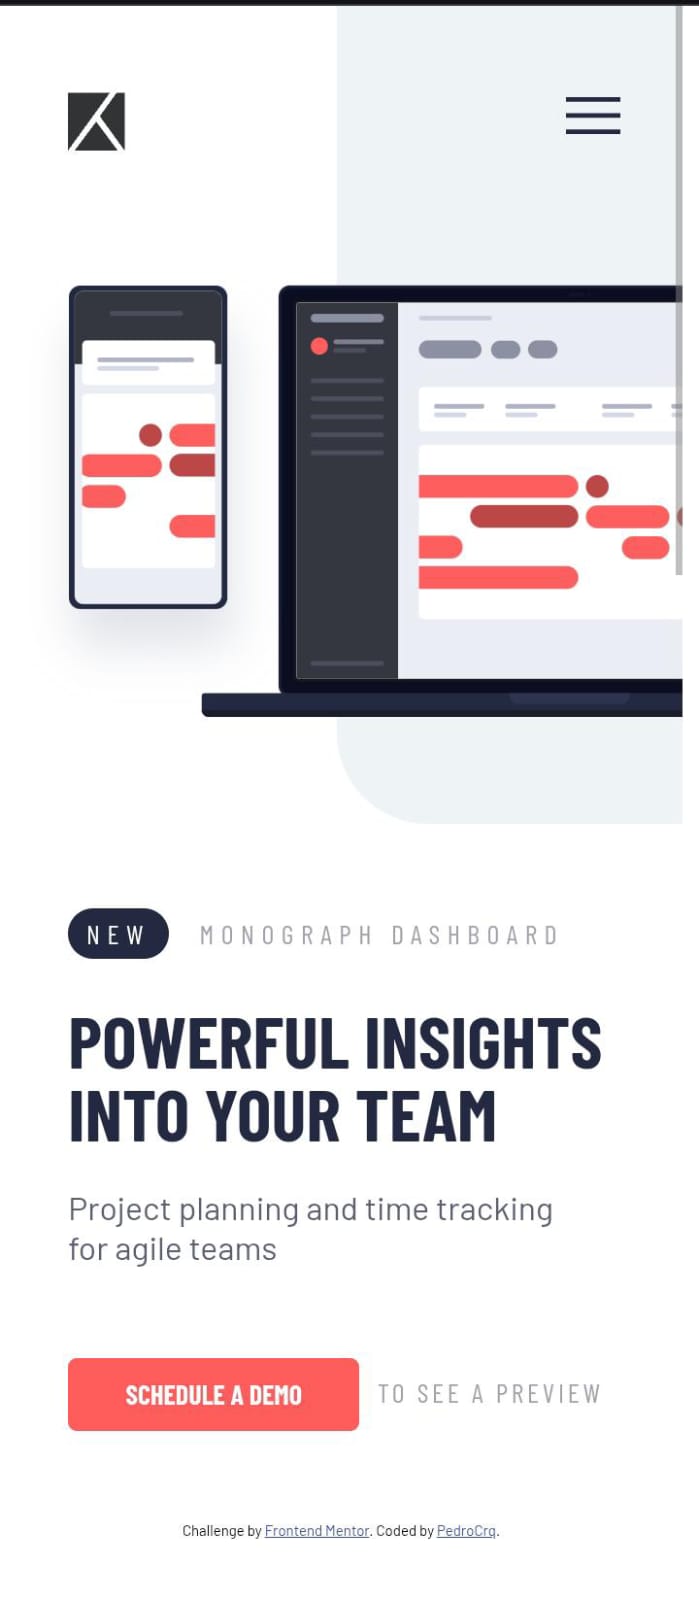 NEW MONOGRAPH DASHBOARD
POWERFUL INSIGHTS
INTO YOUR TEAM
Project planning and time tracking
for agile teams
SCHEDULE A DEMO TO SEE A PREVIEW
Challenge by Frontend Mentor. Coded by PedroCrq.